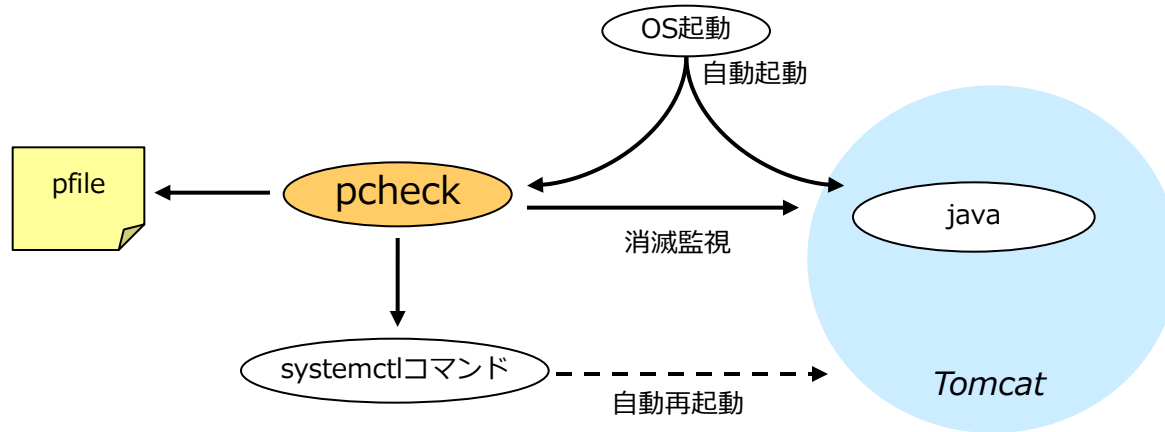 OS起動
自動起動
pfile
pcheck
java
消滅監視
systemctlコマンド
自動再起動
Tomcat